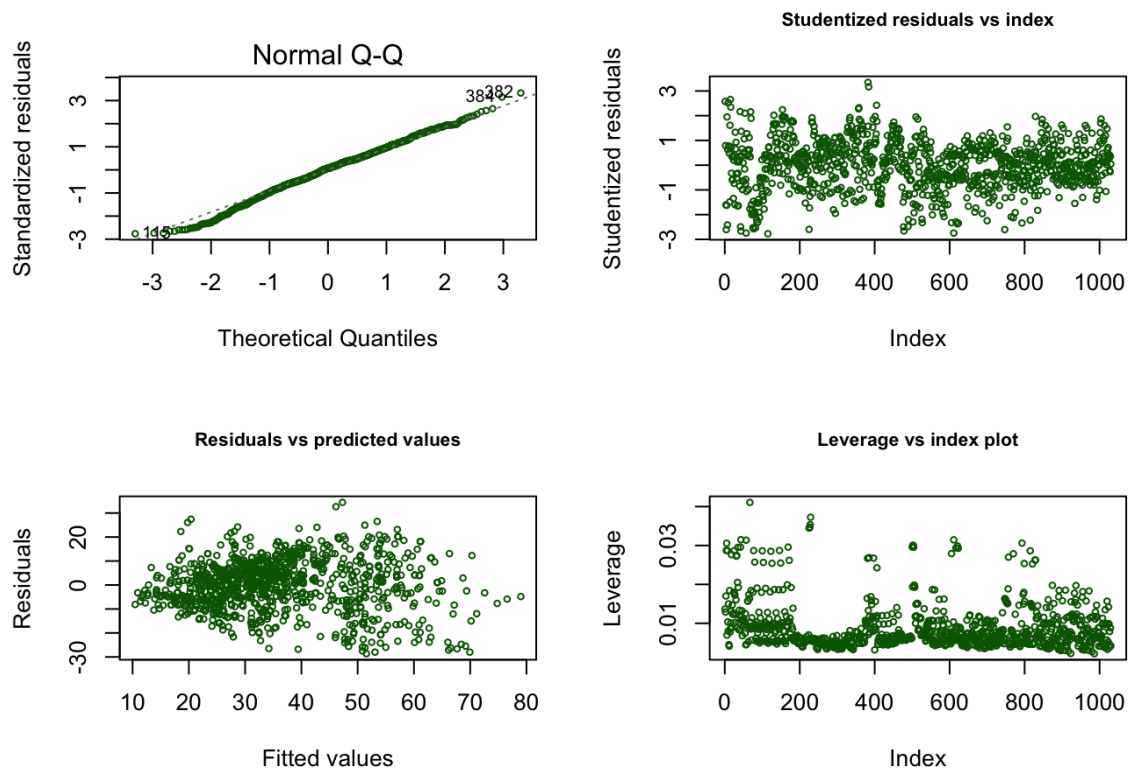 Normal Q-Q
Standardized residuals
3
1
-1
-3
382
384
115
-3 -2 -1 0 1 2 3
Theoretical Quantiles
Studentized residuals vs index
Studentized residuals
3
1
-1
-3
0 200 400 600 800 1000
Index
Residuals vs predicted values
Residuals
20
0
-30
10 20 30 40 50 60 70 80
Fitted values
Leverage vs index plot
Leverage
0.03
0.01
0 200 400 600 800 1000
Index